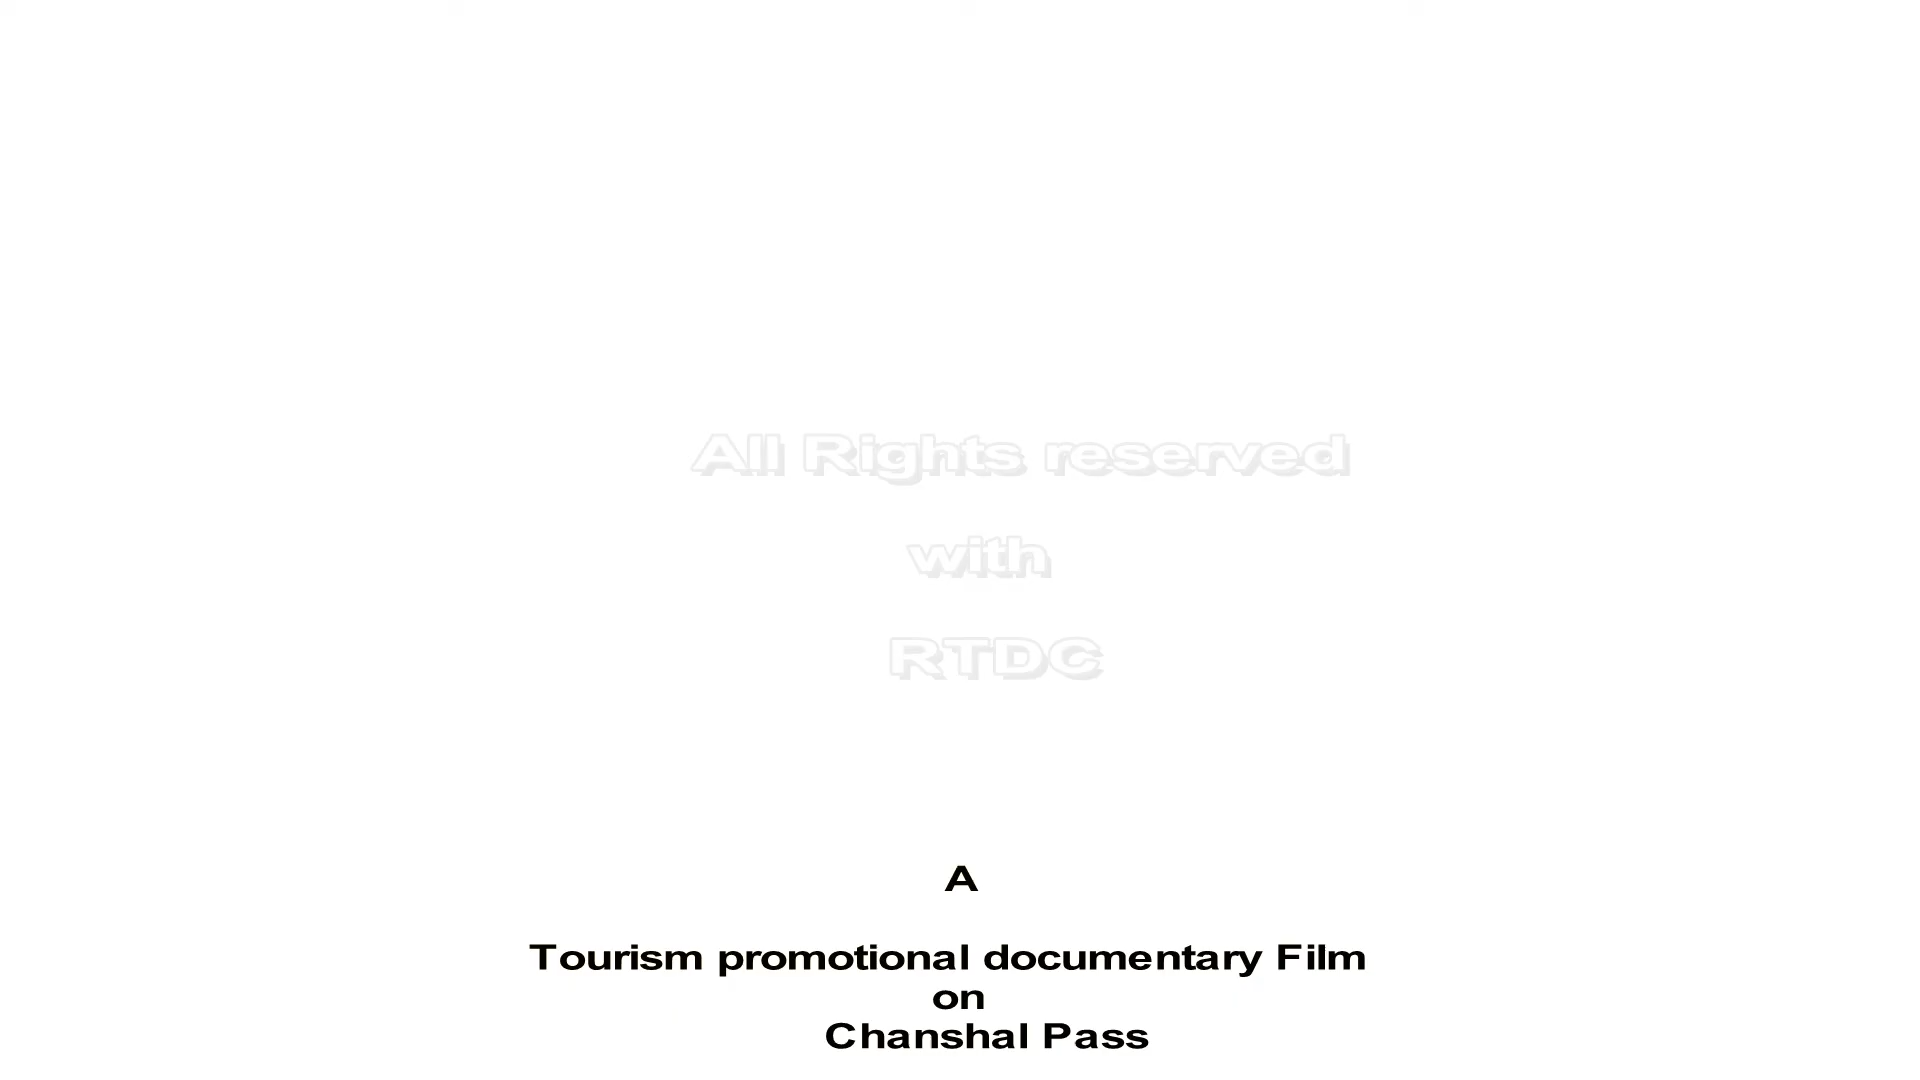 All Rights reserved
with
RTDC
A
Tourism promotional documentary Film
on
Chanshal Pass